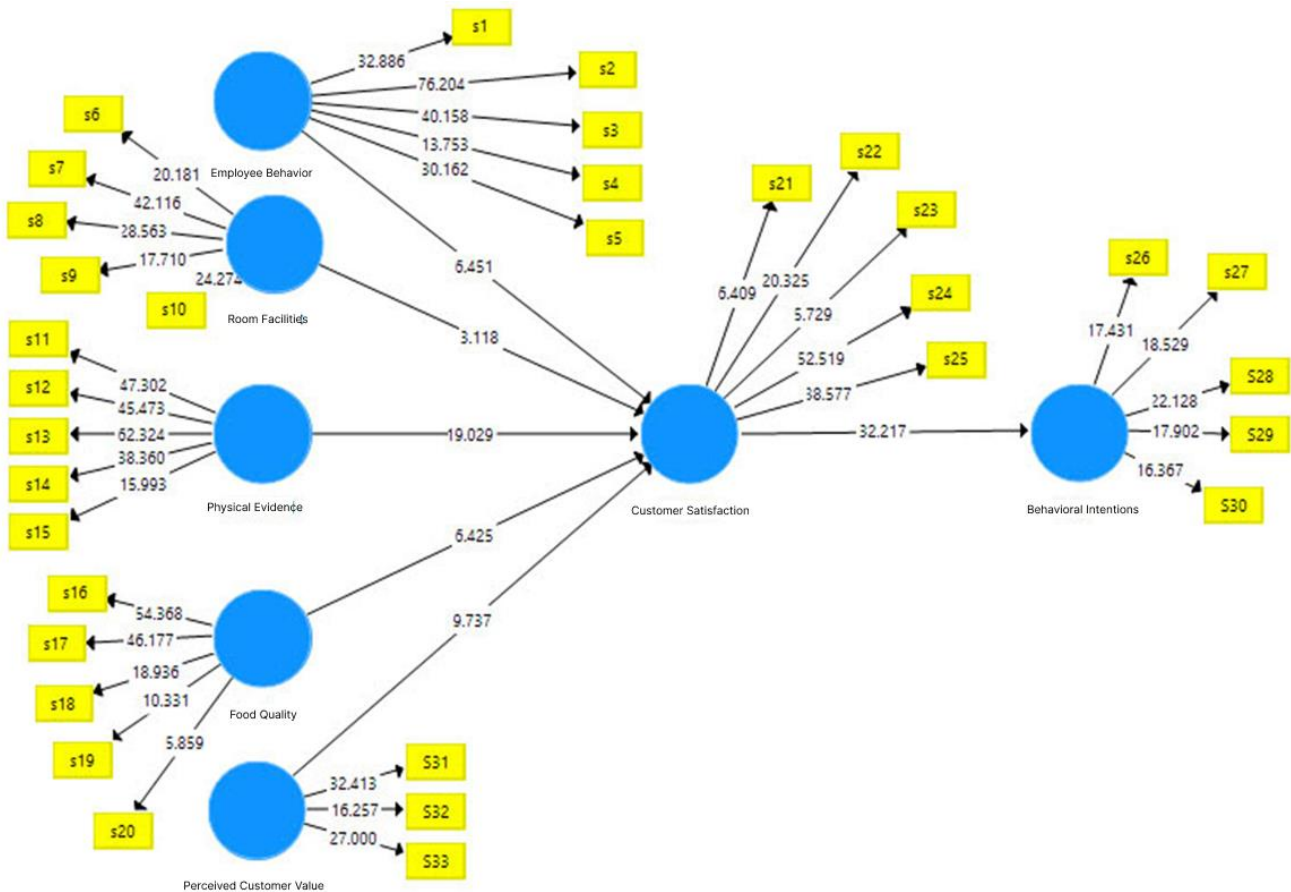 s1
32.886
s2
76.204
s3
40.158
s4
13.753
s5
30.162
Employee Behavior
s6
20.181
s7
42.116
s8
28.563
s9
17.710
s10
24.274
Room Facilities
s11
47.302
s12
45.473
s13
62.324
s14
38.360
s15
15.993
Physical Evidence
s16
54.368
s17
46.177
s18
18.936
s19
10.331
s20
5.859
Food Quality
S31
32.413
S32
16.257
S33
27.000
Perceived Customer Value
6.451
3.118
19.029
6.425
9.737
s21
6.409
s22
20.325
s23
5.729
s24
52.519
s25
38.577
Customer Satisfaction
32.217
s26
17.431
s27
18.529
S28
22.128
S29
17.902
S30
16.367
Behavioral Intentions